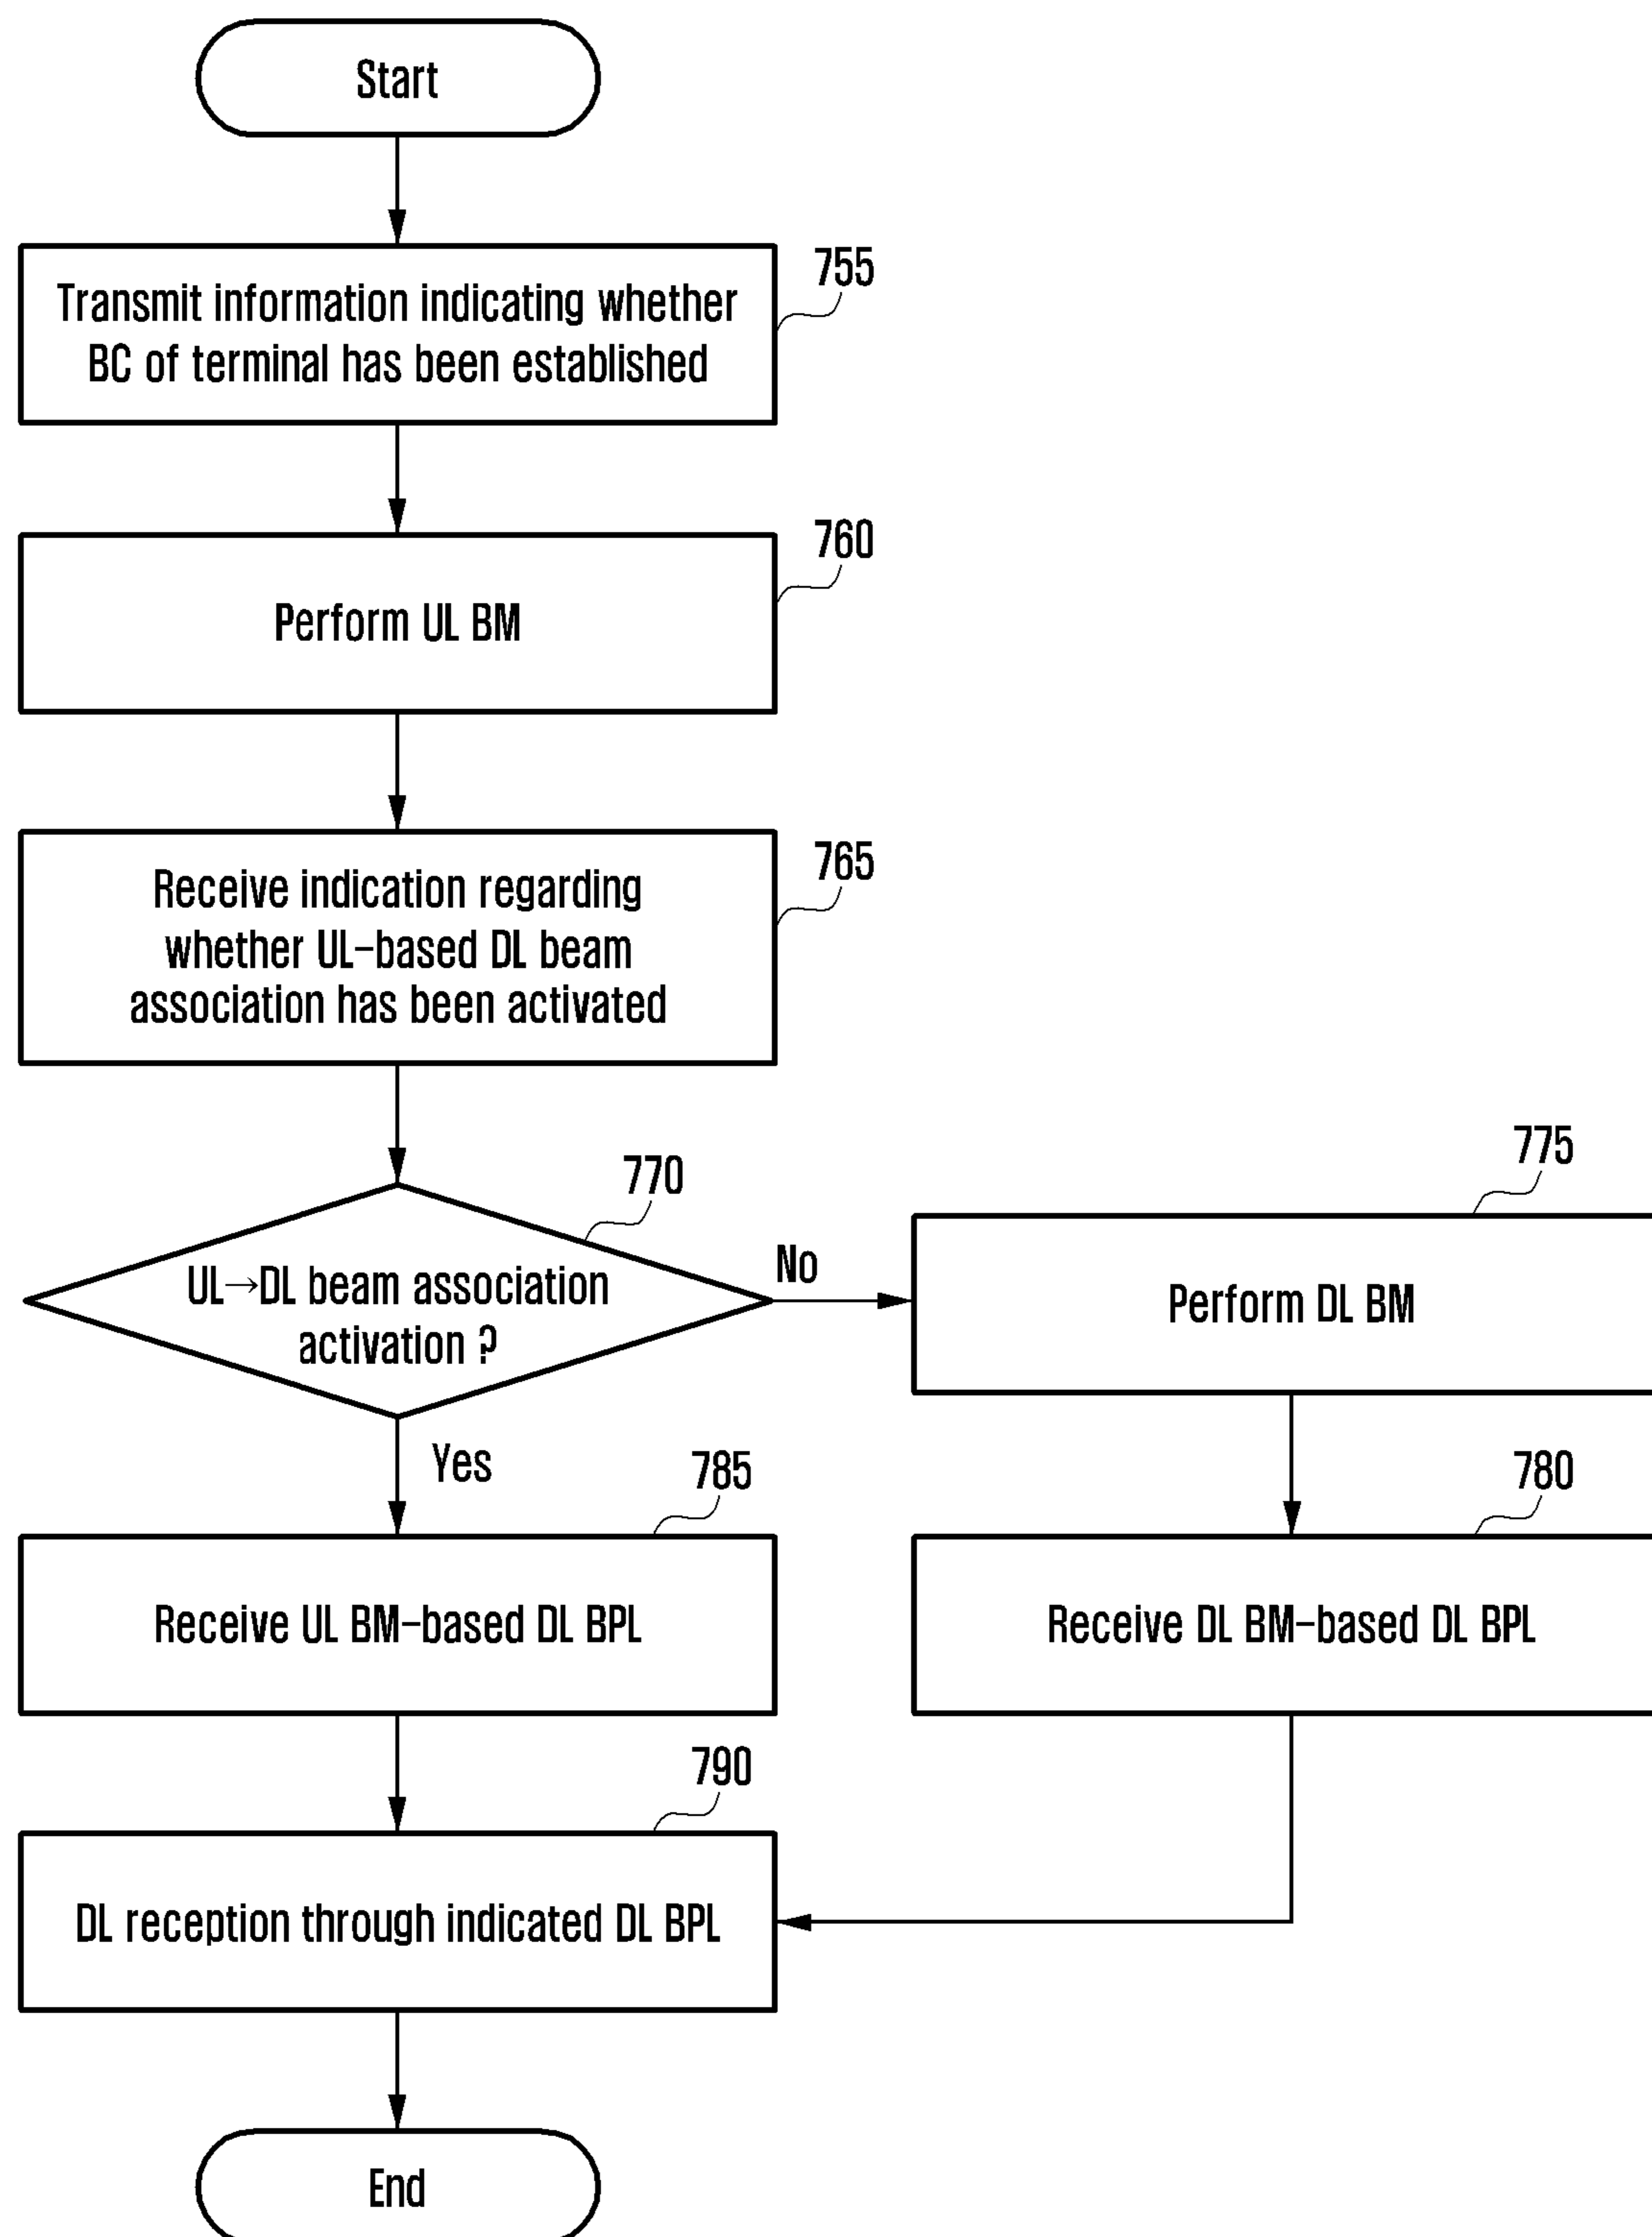 Start
755
Transmit information indicating whether
BC of terminal has been established
760
Perform UL BM
765
Receive indication regarding
whether UL-based DL beam
association has been activated
770
UL→DL beam association
activation ?
No
775
Perform DL BM
Yes
785
Receive UL BM-based DL BPL
780
Receive DL BM-based DL BPL
790
DL reception through indicated DL BPL
End